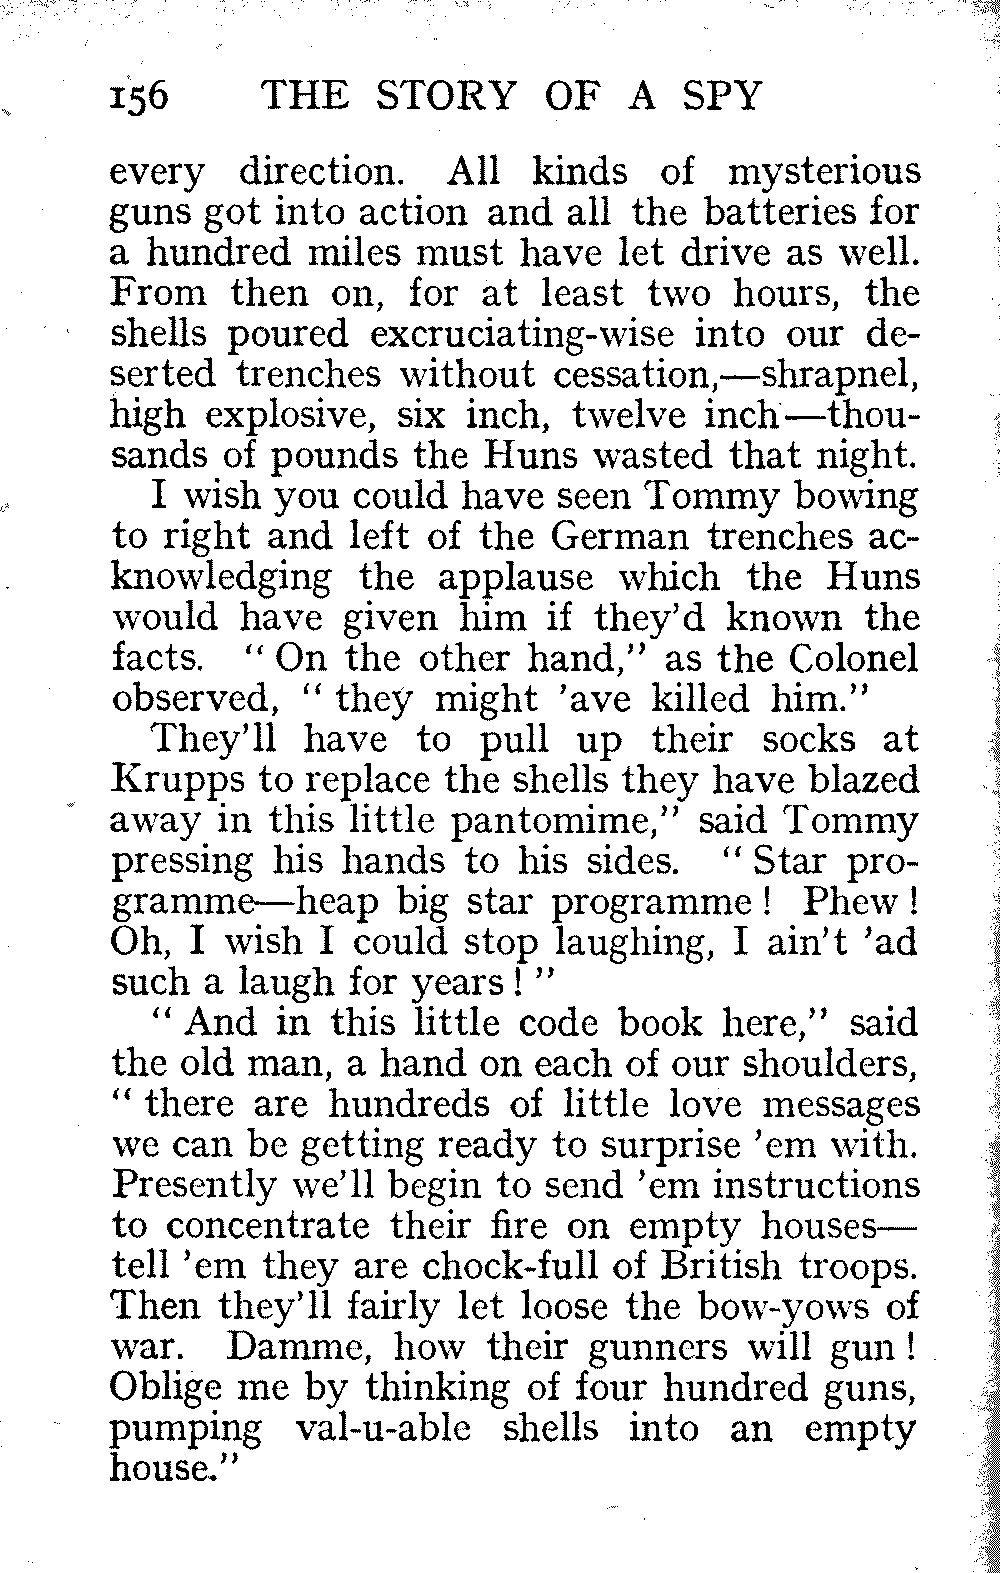 156 THE STORY OF A SPY
every direction. All kinds of mysterious
guns got into action and all the batteries for
a hundred miles must have let drive as well.
From then on, for at least two hours, the
shells poured excruciating-wise into our de-
serted trenches without cessation,—shrapnel,
high explosive, six inch, twelve inch—thou-
sands of pounds the Huns wasted that night.
I wish you could have seen Tommy bowing
to right and left of the German trenches ac-
knowledging the applause which the Huns
would have given him if they'd known the
facts. "On the other hand," as the Colonel
observed, "they might 'ave killed him."
They'll have to pull up their socks at
Krupps to replace the shells they have blazed
away in this little pantomime," said Tommy
pressing his hands to his sides. "Star pro-
gramme—heap big star programme! Phew!
Oh, I wish I could stop laughing, I ain't 'ad
such a laugh for years!"
"And in this little code book here," said
the old man, a hand on each of our shoulders,
"there are hundreds of little love messages
we can be getting ready to surprise 'em with.
Presently we'll begin to send 'em instructions
to concentrate their fire on empty houses—
tell 'em they are chock-full of British troops.
Then they'll fairly let loose the bow-yows of
war. Damme, how their gunners will gun!
Oblige me by thinking of four hundred guns,
pumping val-u-able shells into an empty
house."